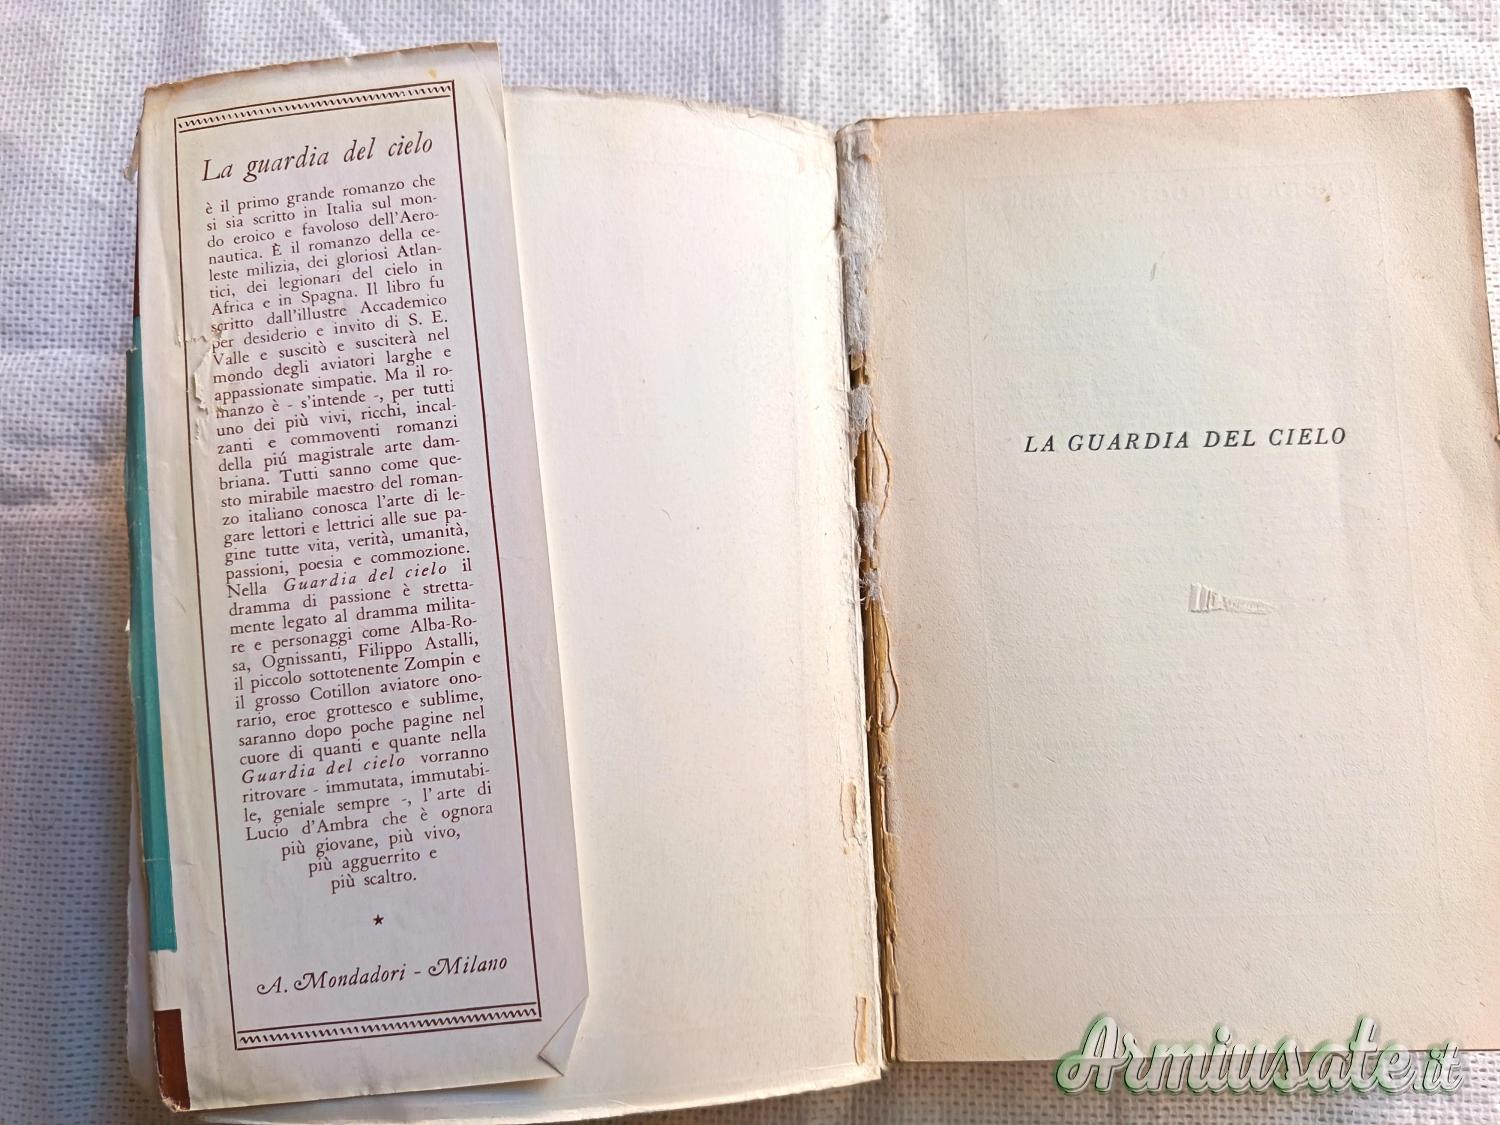 La guardia del cielo
è il primo grande romanzo che
si sia scritto in Italia sul mon-
do eroico e favoloso dell'Aero-
nautica. È il romanzo della ce-
leste milizia, dei gloriosi Atlan-
tici, dei legionari del cielo in
Africa e in Spagna. Il libro fu
scritto dall'illustre Accademico
per desiderio e invito di S. E.
Valle e suscitò e susciterà nel
mondo degli aviatori larghe e
appassionate simpatie. Ma il ro-
manzo è - s'intende -, per tutti
uno dei più vivi, ricchi, incal-
zanti e commoventi romanzi
della piú magistrale arte dam-
briana. Tutti sanno come que-
sto mirabile maestro del roman-
zo italiano conosca l'arte di le-
gare lettori e lettrici alle sue pa-
gine tutte vita, verità, umanità,
passioni, poesia e commozione.
Nella Guardia del cielo il
dramma di passione è stretta-
mente legato al dramma milita-
re e personaggi come Alba-Ro-
sa, Ognissanti, Filippo Astalli,
il piccolo sottotenente Zompin e
il grosso Cotillon aviatore ono-
rario, eroe grottesco e sublime,
saranno dopo poche pagine nel
cuore di quanti e quante nella
Guardia del cielo vorranno
ritrovare - immutata, immutabi-
le, geniale sempre -, l'arte di
Lucio d'Ambra che è ognora
più giovane, più vivo,
più agguerrito e
più scaltro.
A. Mondadori - Milano
LA GUARDIA DEL CIELO
Armiusate.it